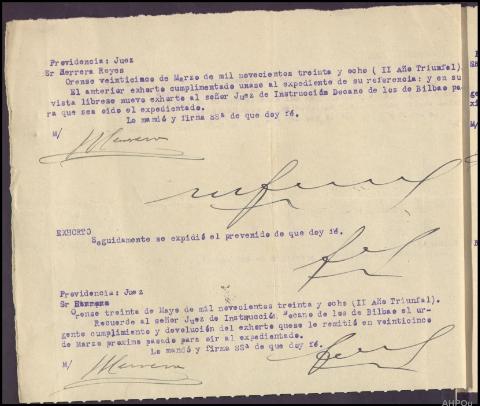 Providencia: Juez
Sr Herrera Reyes
Orense veinticinco de Marzo de mil novecientos treinta y ocho ( II Año Triunfal).
El anterior exhorto cumplimentado unase al expediente de su referencia: y en su
vista librese nuevo exhorto al señor Juez de Instrucción Decano de los de Bilbao pa
ra que sea oido el expedientado.
Lo mandó y firma SSª de que doy fé.
M/
EXHORTO
Seguidamente se expidió el prevenido de que doy fé.
Providencia: Juez
Sr Herrera
Orense treinta de Mayo de mil novecientos treinta y ocho (II Año Triunfal).
Recuerde al señor Juez de Instrucción Decano de los de Bilbao el ur
gente cumplimiento y devolución del exhorto quese le remitió en veinticinco
de Marzo proximo pasado para oir al expedientado.
Lo mandó y firma SSª de que doy fé.
M/
AHPOu